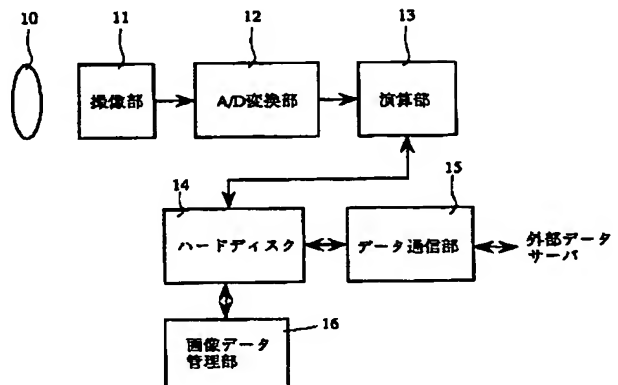 10
11
12
13
撮像部
A/D変換部
演算部
14
15
ハードディスク
データ通信部
外部データ
サーバ
16
画像データ
管理部